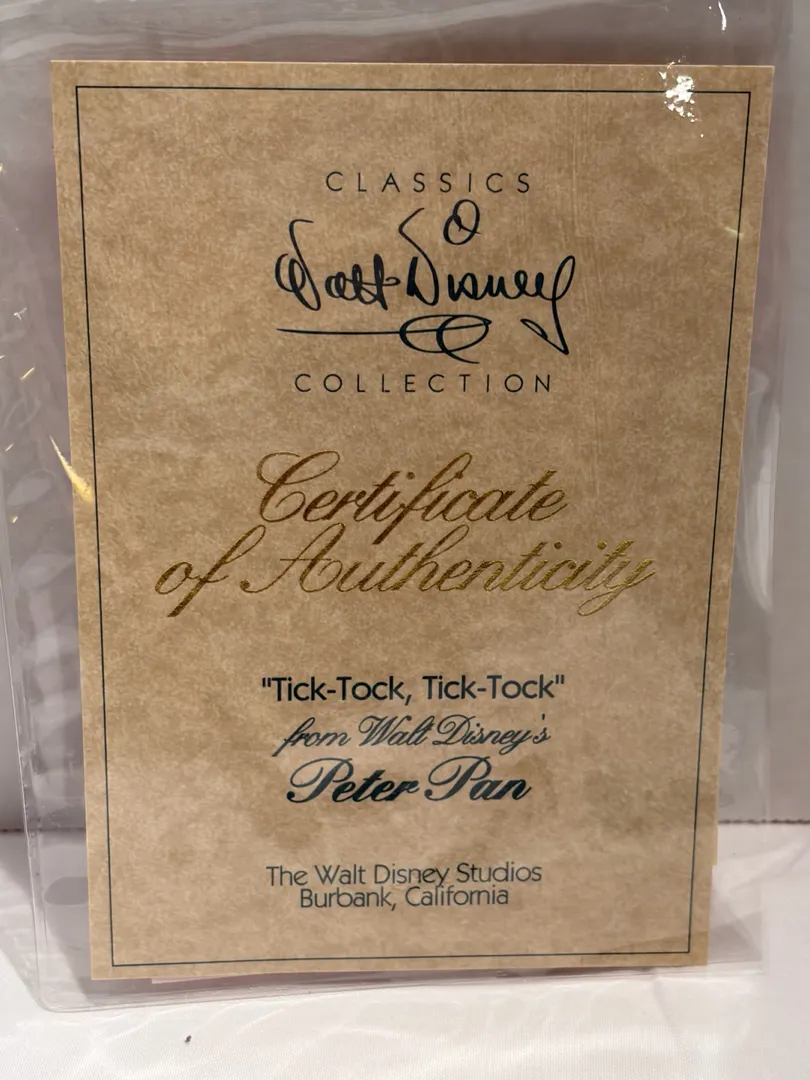 CLASSICS
Walt Disney
COLLECTION
Certificate
of Authenticity
"Tick-Tock, Tick-Tock"
from Walt Disney's
Peter Pan
The Walt Disney Studios
Burbank, California